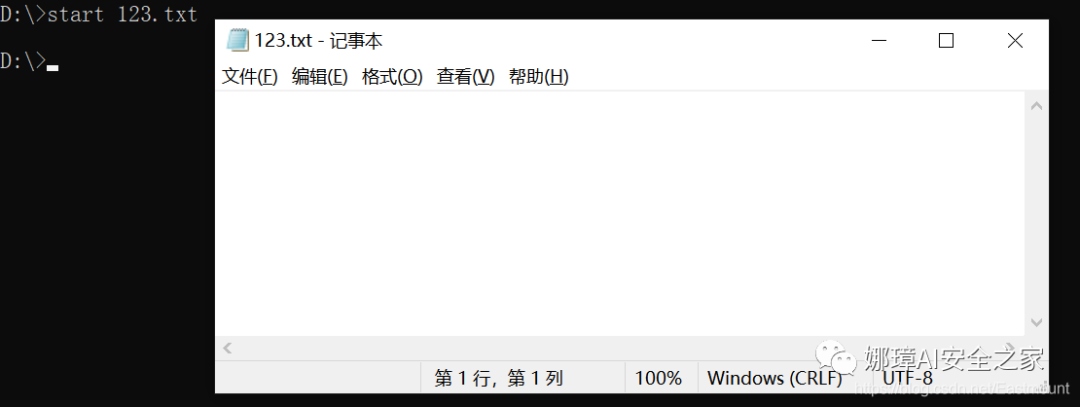 D:\>start 123.txt
D:\>
123.txt - 记事本
文件(F) 编辑(E) 格式(O) 查看(V) 帮助(H)
第 1 行，第 1 列 100% Windows (CRLF) UTF-8
娜璋AI安全之家
https://blog.csdn.net/Eastmount